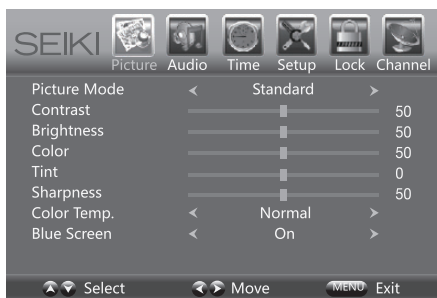 SEIKI
Picture Audio Time Setup Lock Channel
Picture Mode Standard
Contrast 50
Brightness 50
Color 50
Tint 0
Sharpness 50
Color Temp. Normal
Blue Screen On
Select Move MENU Exit